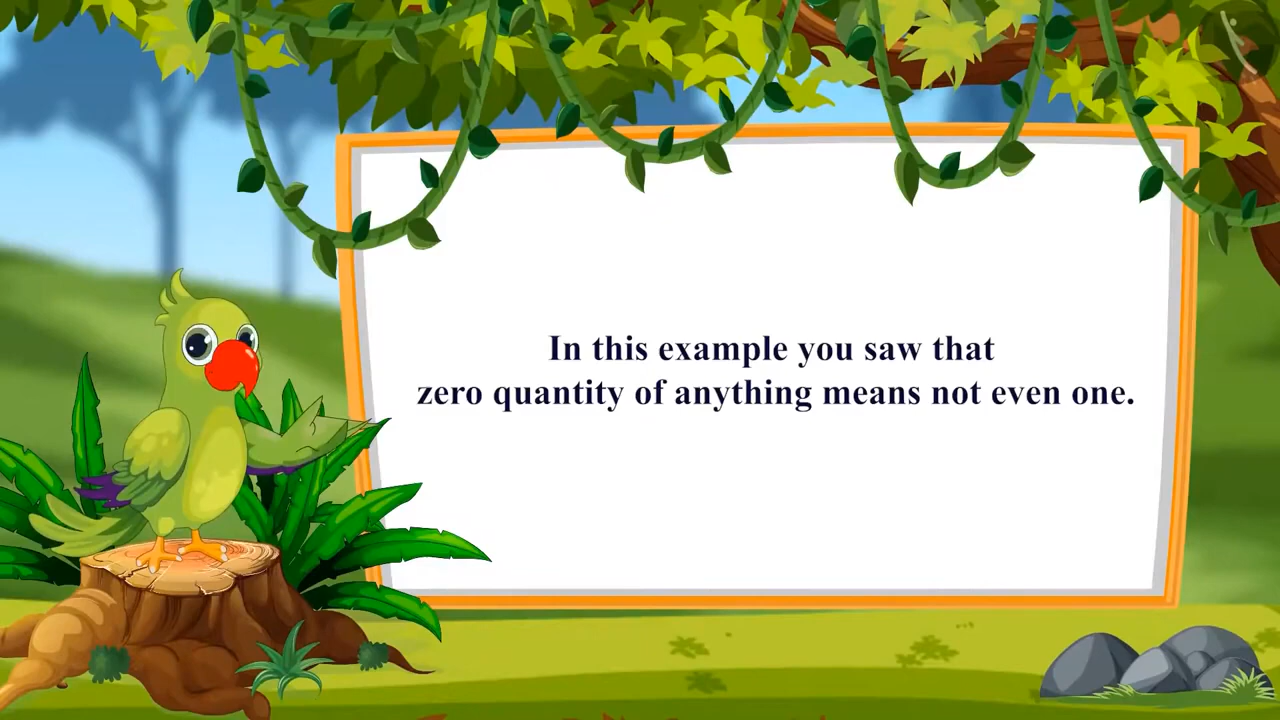 In this example you saw that
zero quantity of anything means not even one.